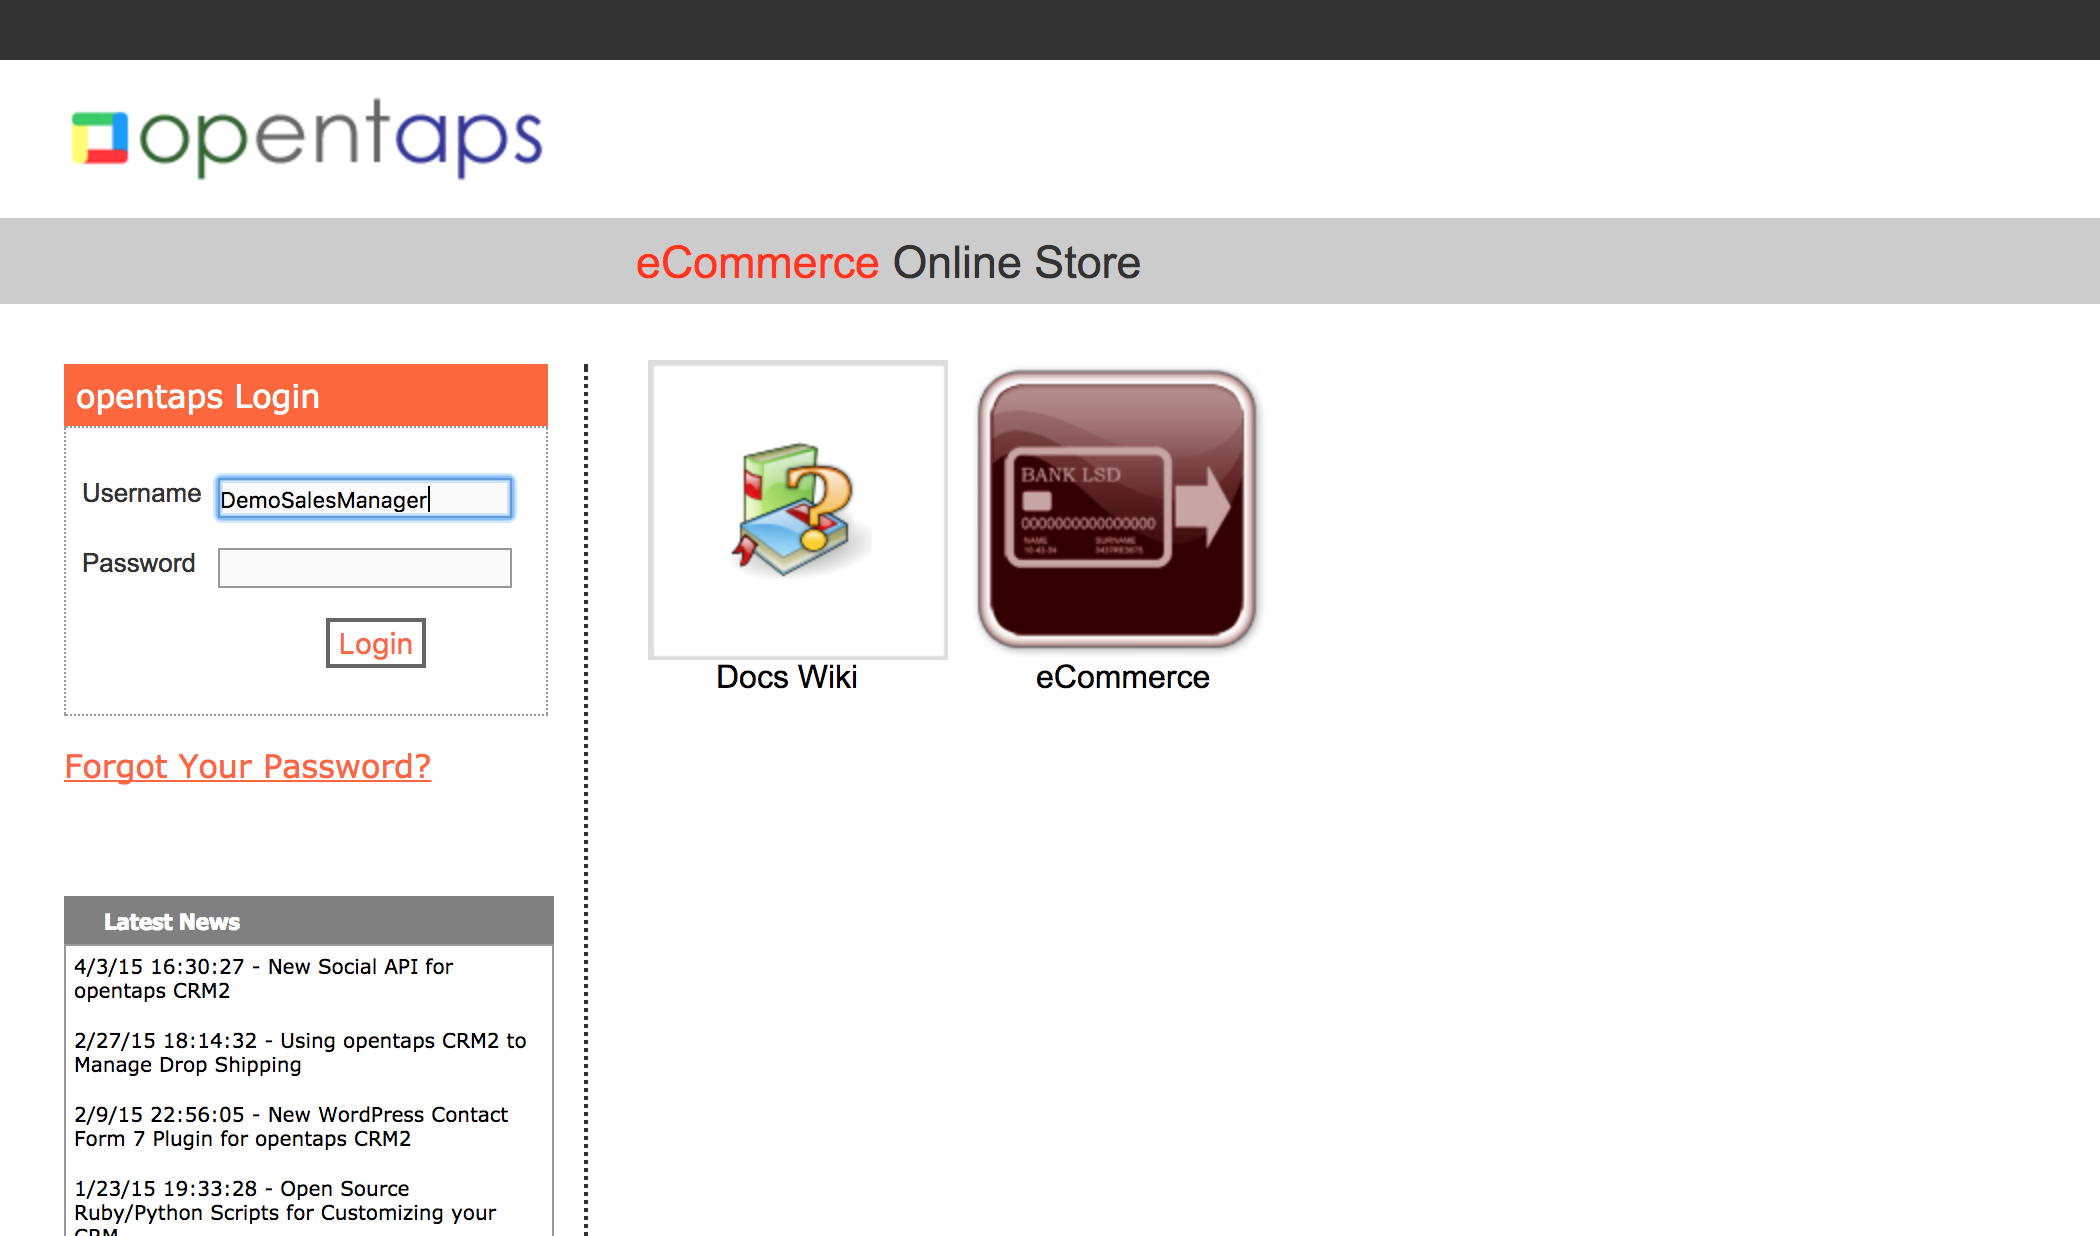 opentaps
eCommerce Online Store
opentaps Login
Username DemoSalesManager
Password
Login
Forgot Your Password?
BANK LSD
0000000000000000
NAME SURNAME
Docs Wiki
eCommerce
Latest News
4/3/15 16:30:27 - New Social API for
opentaps CRM2
2/27/15 18:14:32 - Using opentaps CRM2 to
Manage Drop Shipping
2/9/15 22:56:05 - New WordPress Contact
Form 7 Plugin for opentaps CRM2
1/23/15 19:33:28 - Open Source
Ruby/Python Scripts for Customizing your
CRM